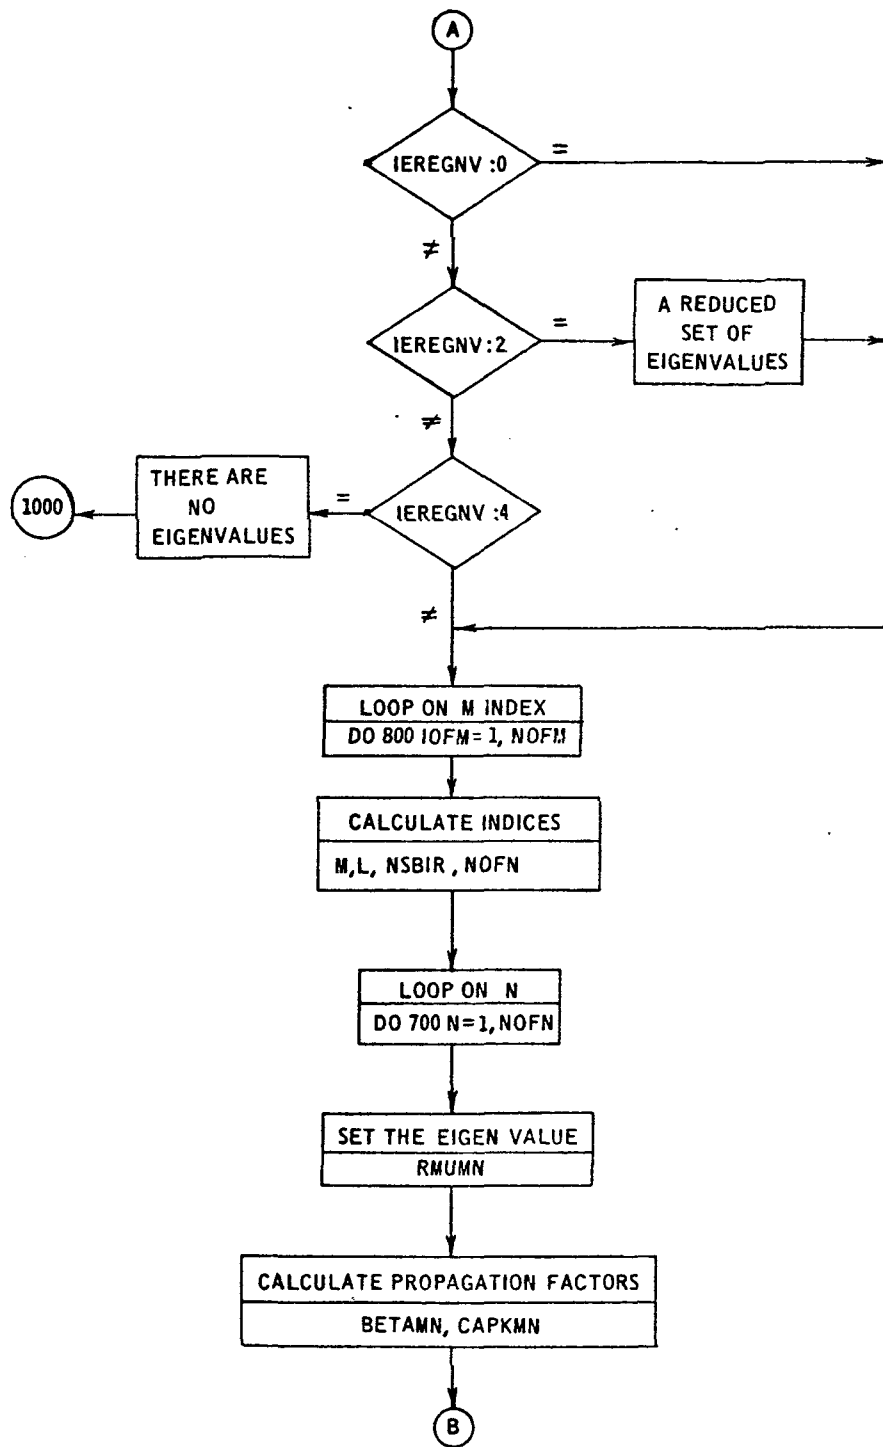 A
IEREGNV :0
=
≠
IEREGNV :2
=
A REDUCED
SET OF
EIGENVALUES
≠
IEREGNV :4
=
THERE ARE
NO
EIGENVALUES
1000
≠
LOOP ON M INDEX
DO 800 IOFM = 1, NOFM
CALCULATE INDICES
M,L, NSBIR , NOFN
LOOP ON N
DO 700 N = 1, NOFN
SET THE EIGEN VALUE
RMUMN
CALCULATE PROPAGATION FACTORS
BETAMN, CAPKMN
B